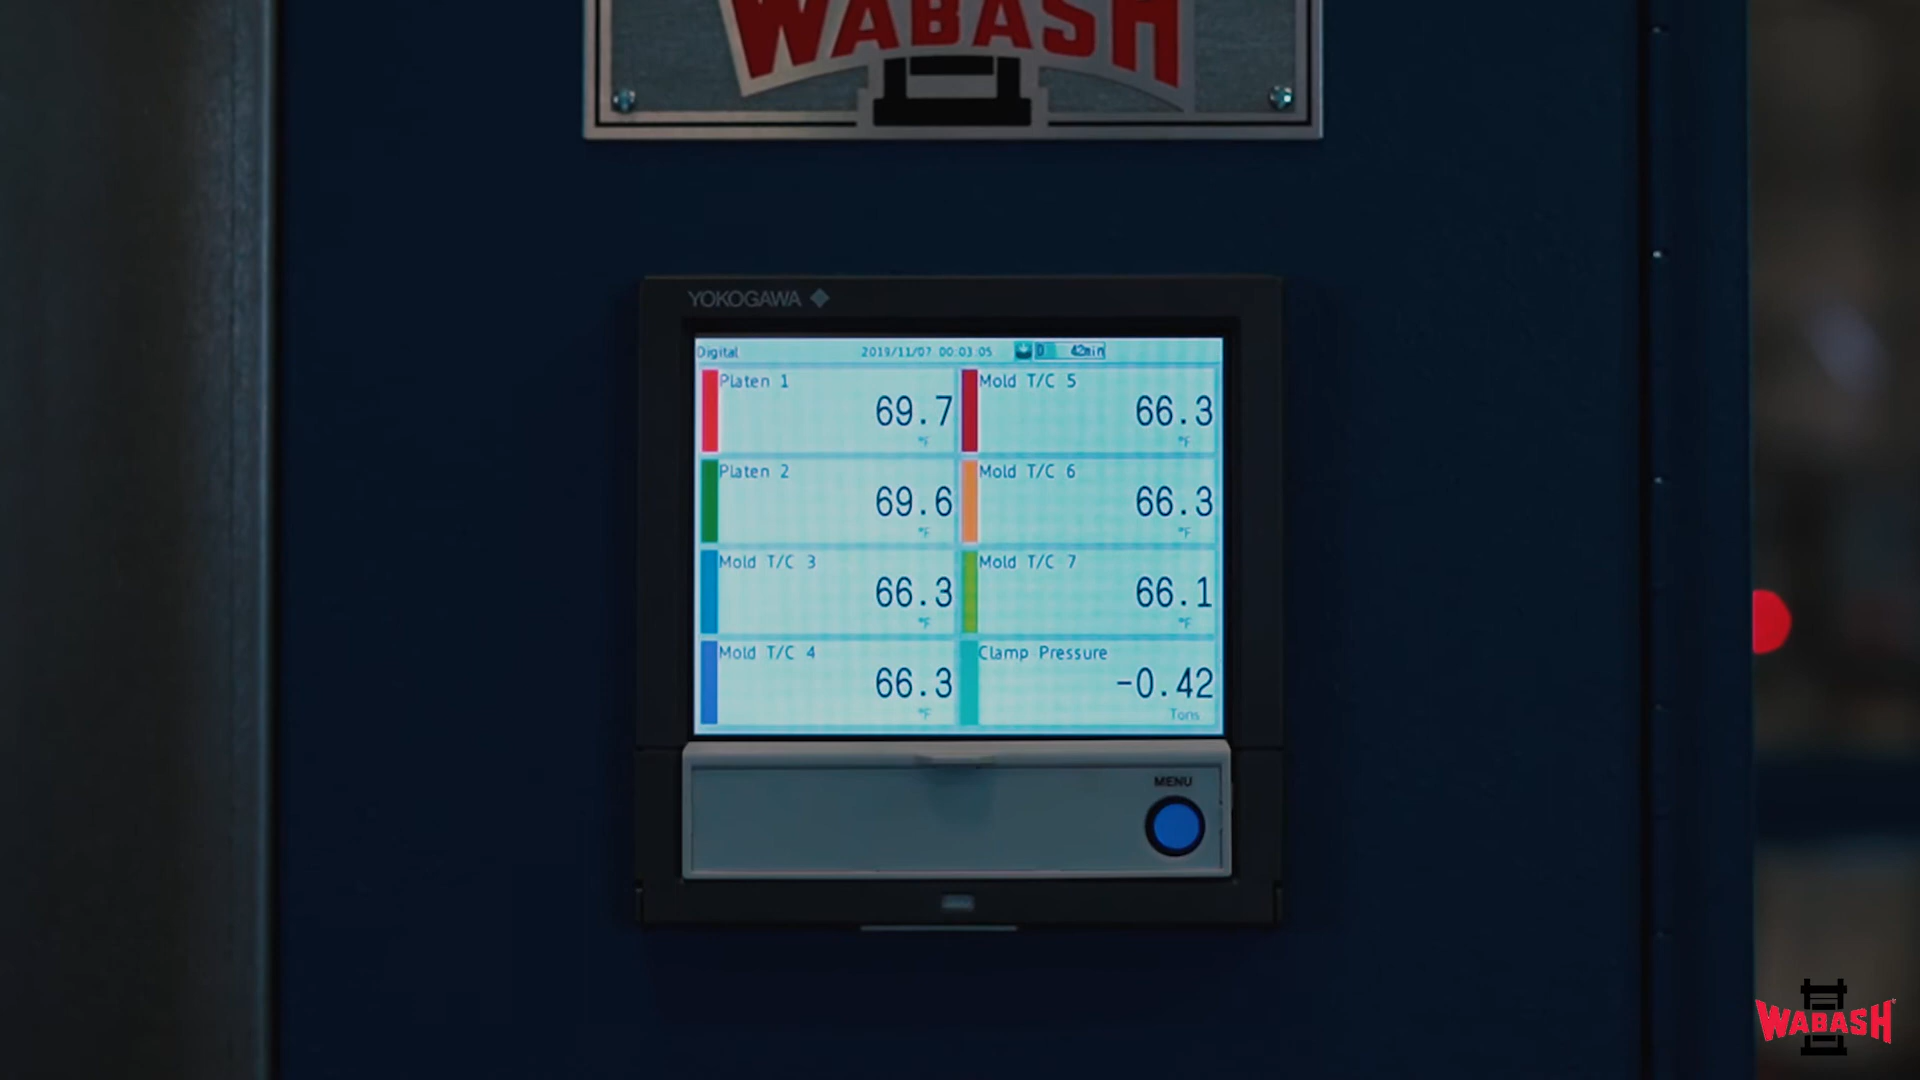 WABASH
YOKOGAWA
Digital 2019/11/07 00:03:05 0 42min
Platen 1
69.7
°F
Mold T/C 5
66.3
°F
Platen 2
69.6
°F
Mold T/C 6
66.3
°F
Mold T/C 3
66.3
°F
Mold T/C 7
66.1
°F
Mold T/C 4
66.3
°F
Clamp Pressure
-0.42
Tons
MENU
WABASH